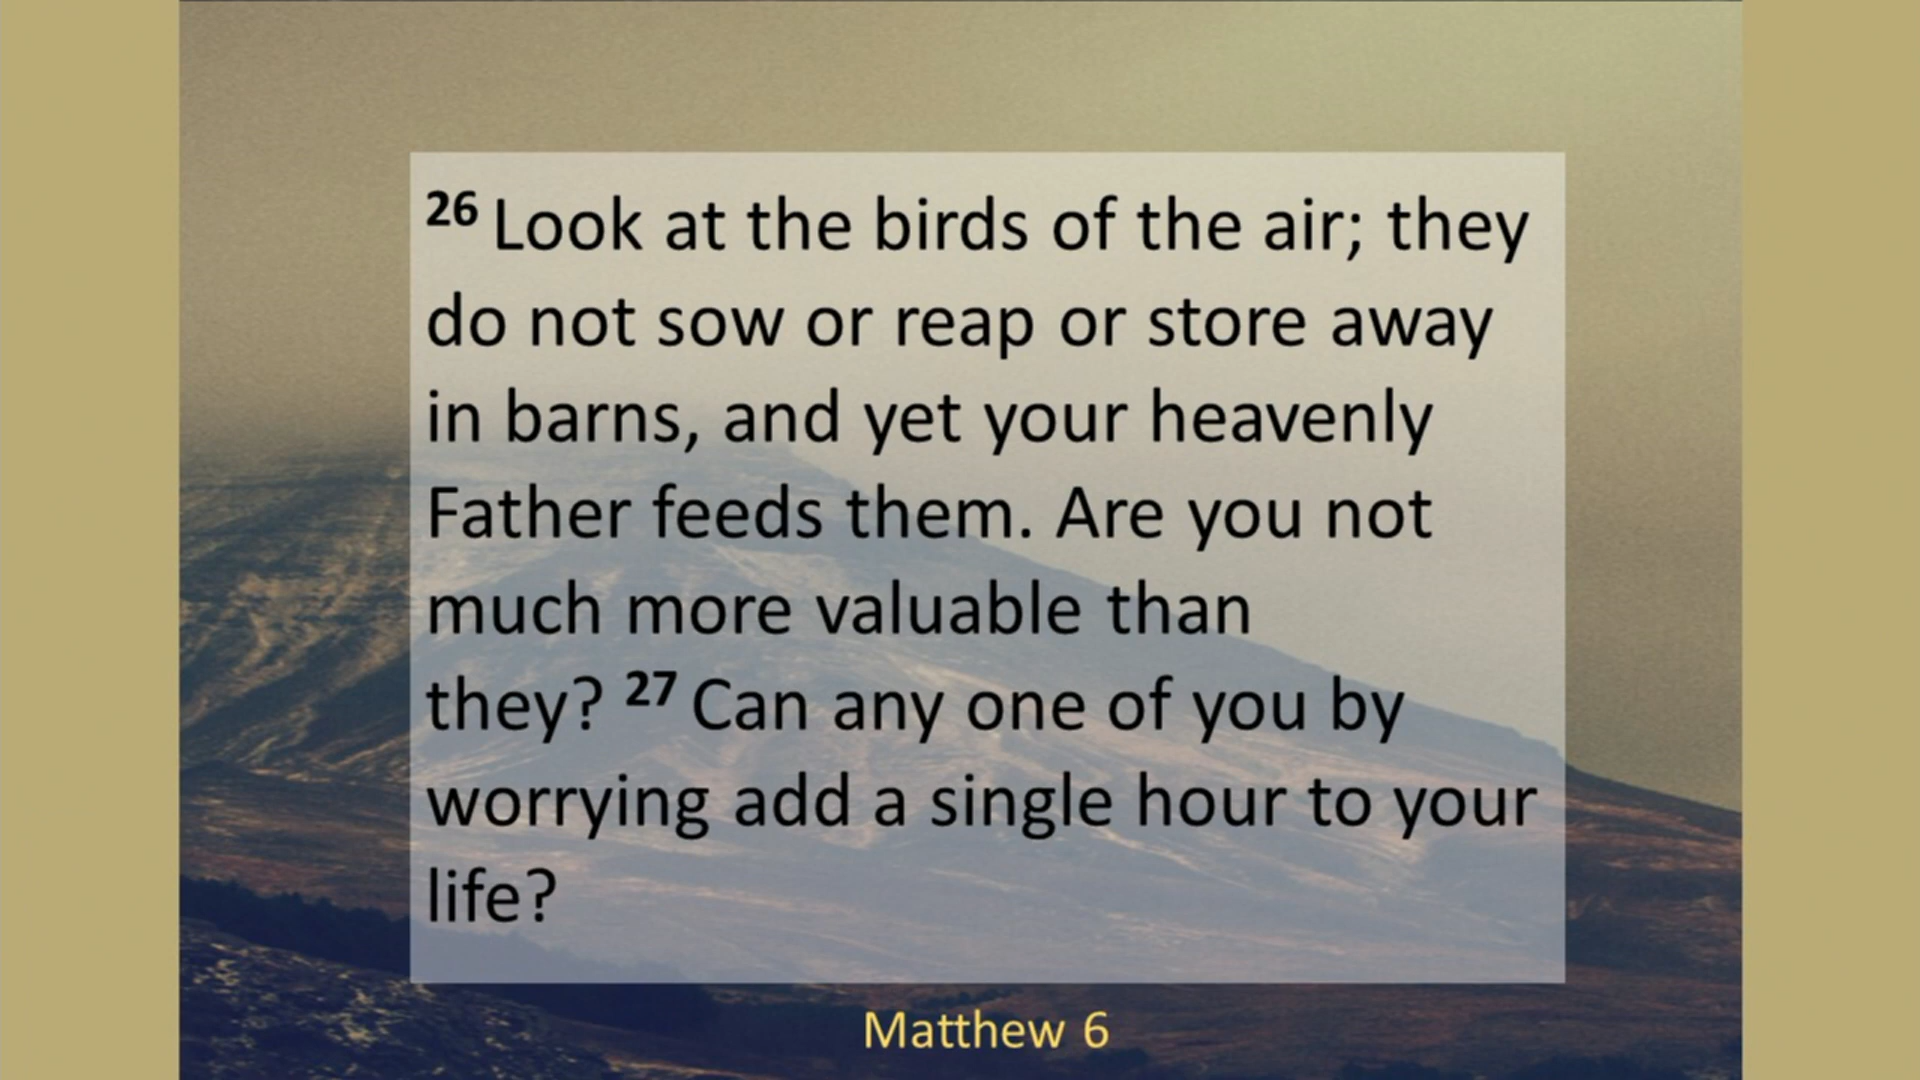 26 Look at the birds of the air; they
do not sow or reap or store away
in barns, and yet your heavenly
Father feeds them. Are you not
much more valuable than
they? 27 Can any one of you by
worrying add a single hour to your
life?
Matthew 6